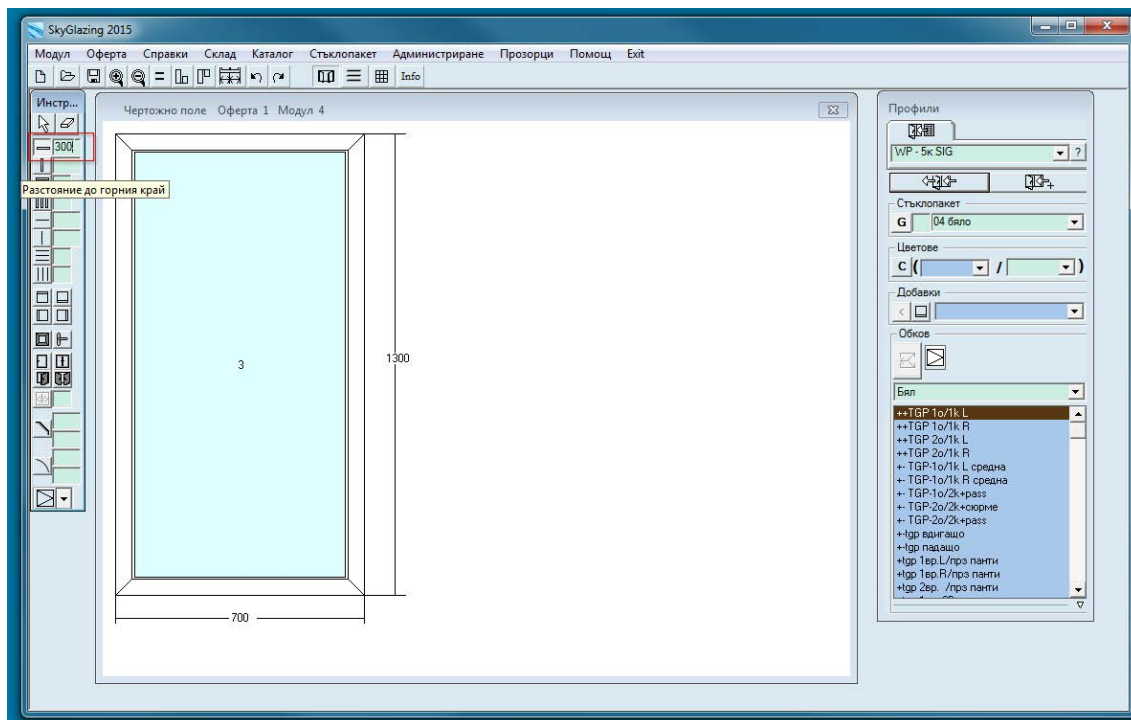 SkyGlazing 2015
Модул Оферта Справки Склад Каталог Стъклопакет Администриране Прозорци Помощ Exit
Info
Инстр...
300
Разстояние до горния край
Чертожно поле Оферта 1 Модул 4
3
1300
700
Профили
WP - 5к SIG
?
Стъклопакет
G 04 бяло
Цветове
C ( / )
Добавки
<
Обков
Бял
++TGP 1o/1k L
++TGP 1o/1k R
++TGP 2o/1k L
++TGP 2o/1k R
+- TGP-1o/1k L средна
+- TGP-1o/1k R средна
+- TGP-1o/2k+pass
+- TGP-2o/2k+сюрме
+- TGP-2o/2k+pass
+-tgp вдигащо
+-tgp падащо
+tgp 1вр.L/прз панти
+tgp 1вр.R/прз панти
+tgp 2вр. /прз панти